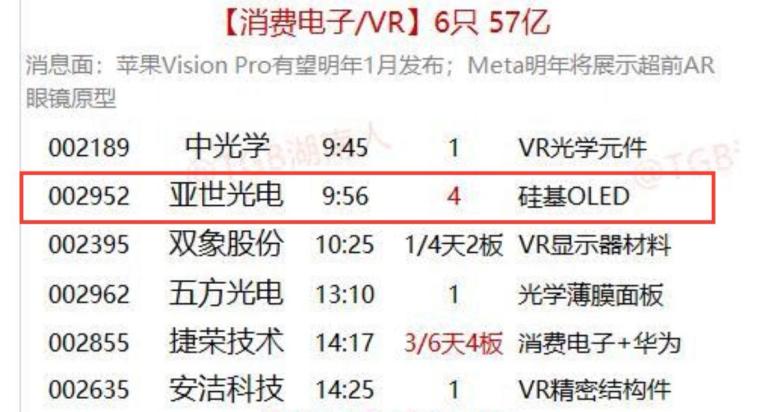 【消费电子/VR】6只 57亿
消息面：苹果Vision Pro有望明年1月发布；Meta明年将展示超前AR
眼镜原型
002189 中光学 9:45 1 VR光学元件
002952 亚世光电 9:56 4 硅基OLED
002395 双象股份 10:25 1/4天2板 VR显示器材料
002962 五方光电 13:10 1 光学薄膜面板
002855 捷荣技术 14:17 3/6天4板 消费电子+华为
002635 安洁科技 14:25 1 VR精密结构件
@TGB湖南人
@TGB